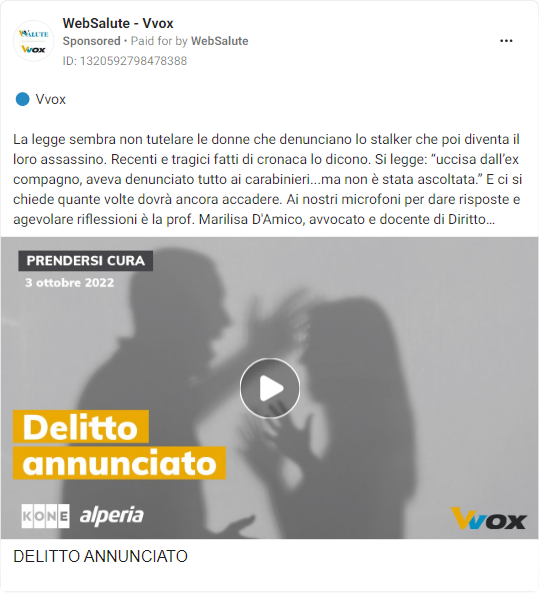 WebSalute - Vvox
Sponsored • Paid for by WebSalute
ID: 1320592798478388
WEBSALUTE
VVOX
Vvox
La legge sembra non tutelare le donne che denunciano lo stalker che poi diventa il
loro assassino. Recenti e tragici fatti di cronaca lo dicono. Si legge: “uccisa dall’ex
compagno, aveva denunciato tutto ai carabinieri...ma non è stata ascoltata.” E ci si
chiede quante volte dovrà ancora accadere. Ai nostri microfoni per dare risposte e
agevolare riflessioni è la prof. Marilisa D'Amico, avvocato e docente di Diritto...
PRENDERSI CURA
3 ottobre 2022
Delitto
annunciato
KONE alperia
VVOX
DELITTO ANNUNCIATO